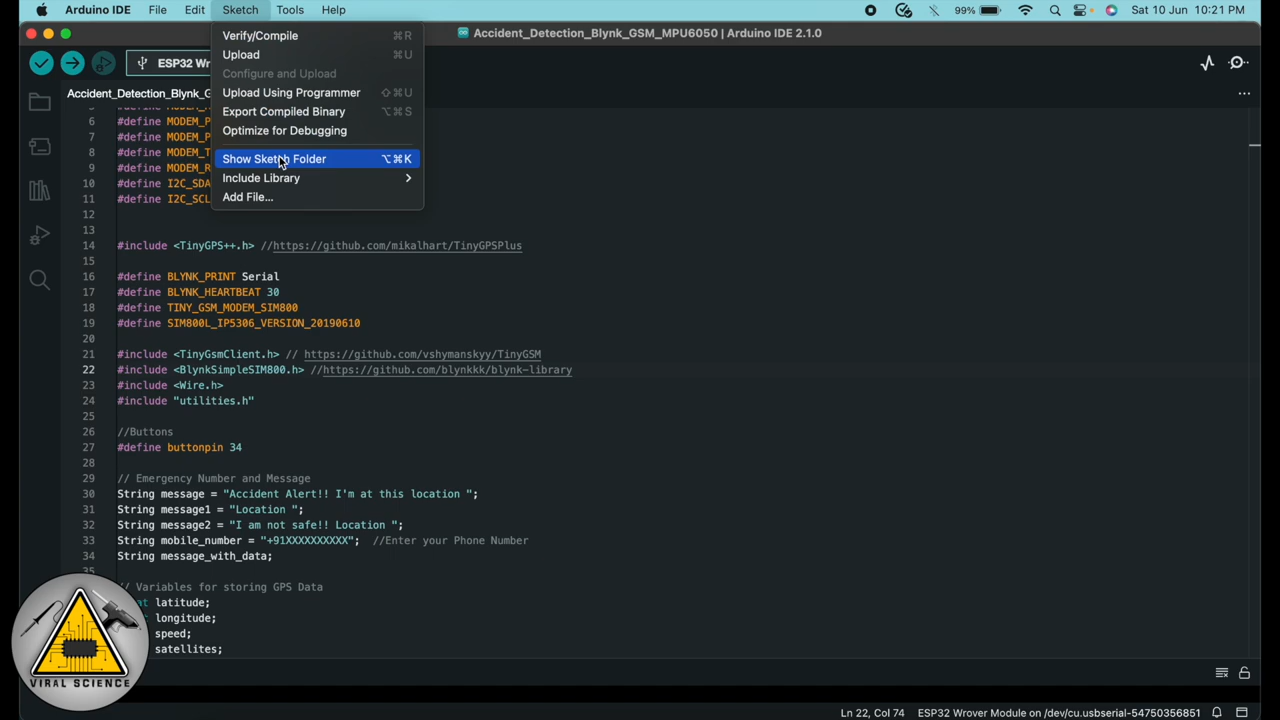 Arduino IDE File Edit Sketch Tools Help 99% Sat 10 Jun 10:21 PM
Accident_Detection_Blynk_GSM_MPU6050 | Arduino IDE 2.1.0
Verify/Compile ⌘R
Upload ⌘U
Configure and Upload
Upload Using Programmer ⇧⌘U
Export Compiled Binary ⌥⌘S
Optimize for Debugging
Show Sketch Folder ⌥⌘K
Include Library
Add File...
ESP32 Wr
Accident_Detection_Blynk_G
6 #define MODEM_P
7 #define MODEM_P
8 #define MODEM_T
9 #define MODEM_R
10 #define I2C_SDA
11 #define I2C_SCL
12
13
14 #include <TinyGPS++.h> //https://github.com/mikalhart/TinyGPSPlus
15
16 #define BLYNK_PRINT Serial
17 #define BLYNK_HEARTBEAT 30
18 #define TINY_GSM_MODEM_SIM800
19 #define SIM800L_IP5306_VERSION_20190610
20
21 #include <TinyGsmClient.h> // https://github.com/vshymanskyy/TinyGSM
22 #include <BlynkSimpleSIM800.h> //https://github.com/blynkkk/blynk-library
23 #include <Wire.h>
24 #include "utilities.h"
25
26 //Buttons
27 #define buttonpin 34
28
29 // Emergency Number and Message
30 String message = "Accident Alert!! I'm at this location ";
31 String message1 = "Location ";
32 String message2 = "I am not safe!! Location ";
33 String mobile_number = "+91XXXXXXXXXX"; //Enter your Phone Number
34 String message_with_data;
35
// Variables for storing GPS Data
at latitude;
longitude;
speed;
satellites;
VIRAL SCIENCE
Ln 22, Col 74 ESP32 Wrover Module on /dev/cu.usbserial-54750356851